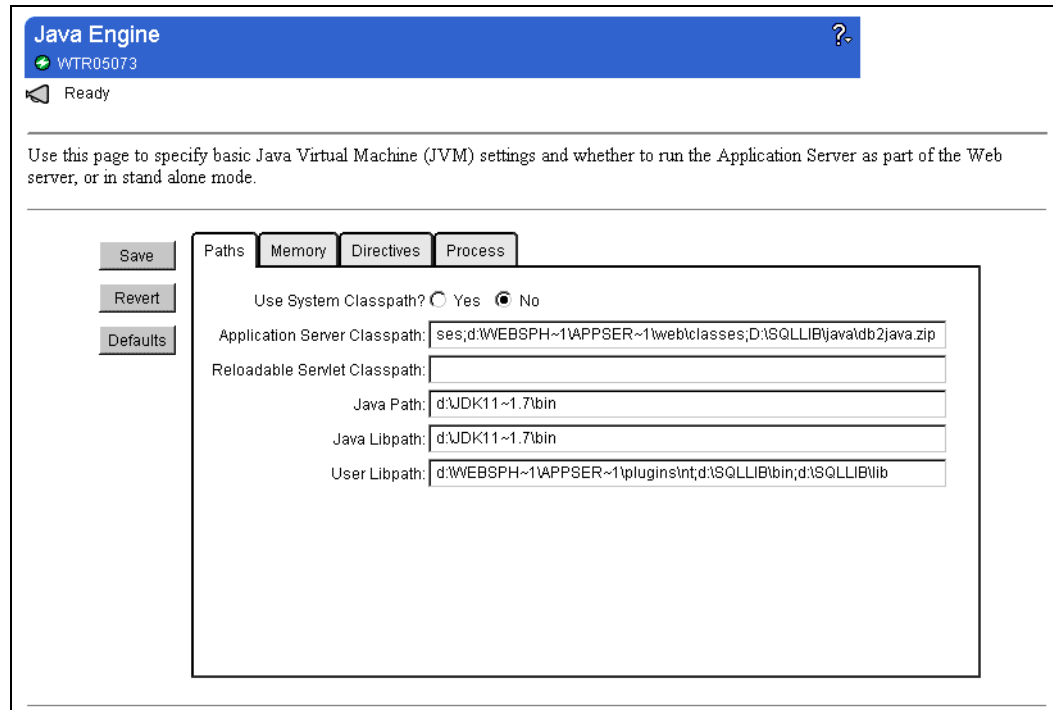 Java Engine
?
WTR05073
Ready
Use this page to specify basic Java Virtual Machine (JVM) settings and whether to run the Application Server as part of the Web
server, or in stand alone mode.
Save
Revert
Defaults
Paths Memory Directives Process
Use System Classpath? Yes No
Application Server Classpath: ses;d:\WEBSPH~1\APPSER~1\web\classes;D:\SQLLIB\java\db2java.zip
Reloadable Servlet Classpath:
Java Path: d:\JDK11~1.7\bin
Java Libpath: d:\JDK11~1.7\bin
User Libpath: d:\WEBSPH~1\APPSER~1\plugins\nt;d:\SQLLIB\bin;d:\SQLLIB\lib